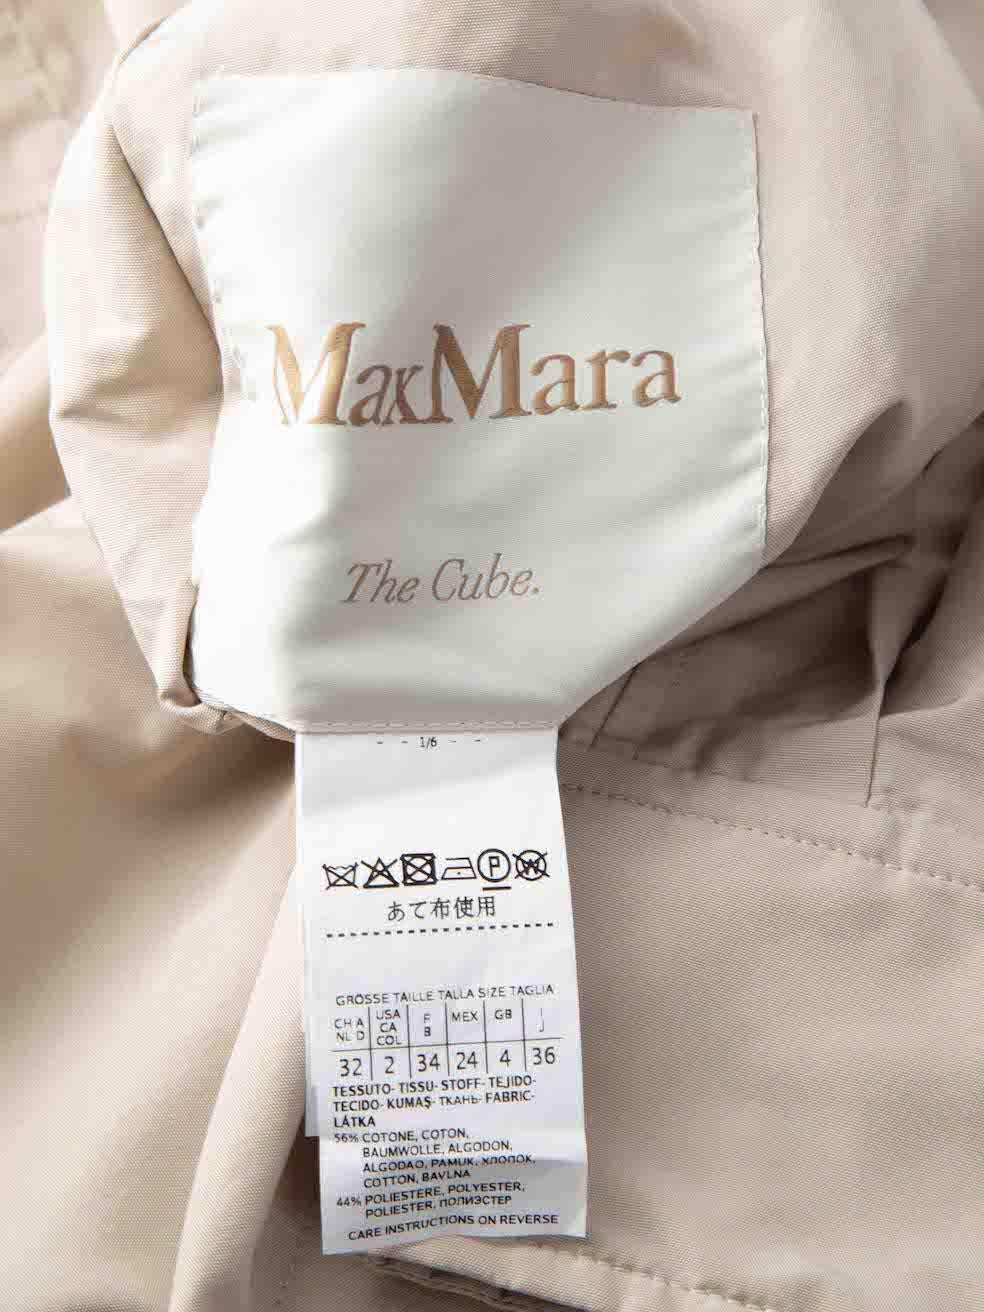 MaxMara
The Cube.
- - 1/6 - -
あて布使用
GRÖSSE TAILLE TALLA SIZE TAGLIA
CH A NL D USA CA COL F B MEX GB I J
32 2 34 24 4 36
TESSUTO- TISSU- STOFF- TEJIDO-
TECIDO- KUMAŞ- ТКАНЬ- FABRIC-
LÁTKA
56% COTONE, COTON,
BAUMWOLLE, ALGODON,
ALGODAO, PAMUK, ХЛОПОК,
COTTON, BAVLNA
44% POLIESTERE, POLYESTER,
POLIESTER, ПОЛИЭСТЕР
CARE INSTRUCTIONS ON REVERSE